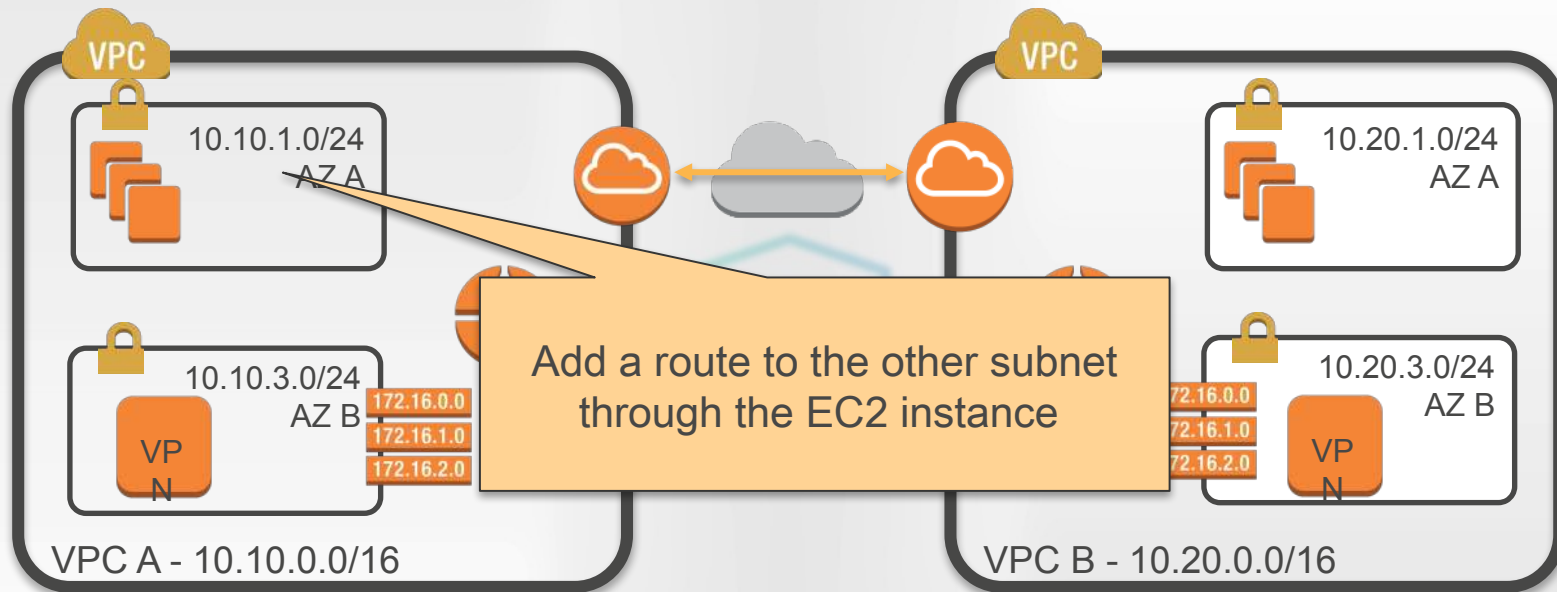 VPC
VPC
10.10.1.0/24
AZ A
10.20.1.0/24
AZ A
Add a route to the other subnet
through the EC2 instance
10.10.3.0/24
AZ B
172.16.0.0
172.16.1.0
172.16.2.0
VP
N
10.20.3.0/24
AZ B
72.16.0.0
72.16.1.0
72.16.2.0
VP
N
VPC A - 10.10.0.0/16
VPC B - 10.20.0.0/16